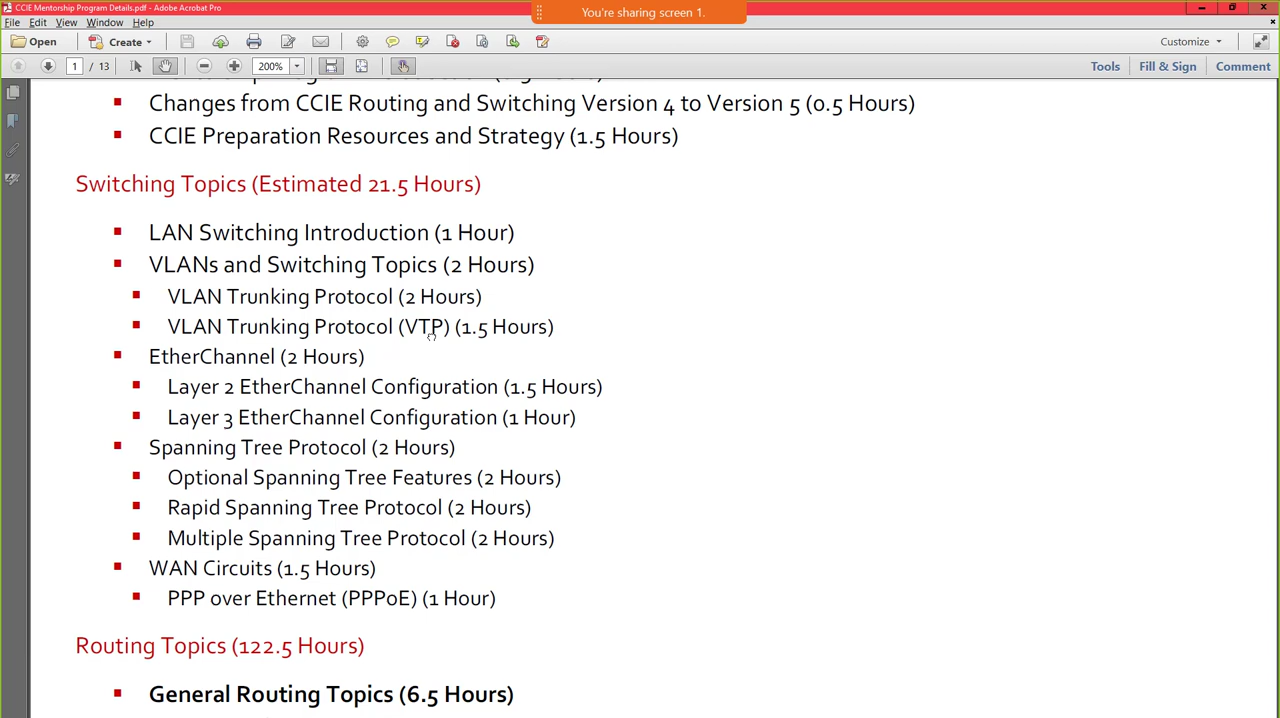 CCIE Mentorship Program Details.pdf - Adobe Acrobat Pro
You're sharing screen 1.
File Edit View Window Help
Open Create Customize
1 / 13 200% Tools Fill & Sign Comment
Changes from CCIE Routing and Switching Version 4 to Version 5 (0.5 Hours)
CCIE Preparation Resources and Strategy (1.5 Hours)
Switching Topics (Estimated 21.5 Hours)
LAN Switching Introduction (1 Hour)
VLANs and Switching Topics (2 Hours)
VLAN Trunking Protocol (2 Hours)
VLAN Trunking Protocol (VTP) (1.5 Hours)
EtherChannel (2 Hours)
Layer 2 EtherChannel Configuration (1.5 Hours)
Layer 3 EtherChannel Configuration (1 Hour)
Spanning Tree Protocol (2 Hours)
Optional Spanning Tree Features (2 Hours)
Rapid Spanning Tree Protocol (2 Hours)
Multiple Spanning Tree Protocol (2 Hours)
WAN Circuits (1.5 Hours)
PPP over Ethernet (PPPoE) (1 Hour)
Routing Topics (122.5 Hours)
General Routing Topics (6.5 Hours)